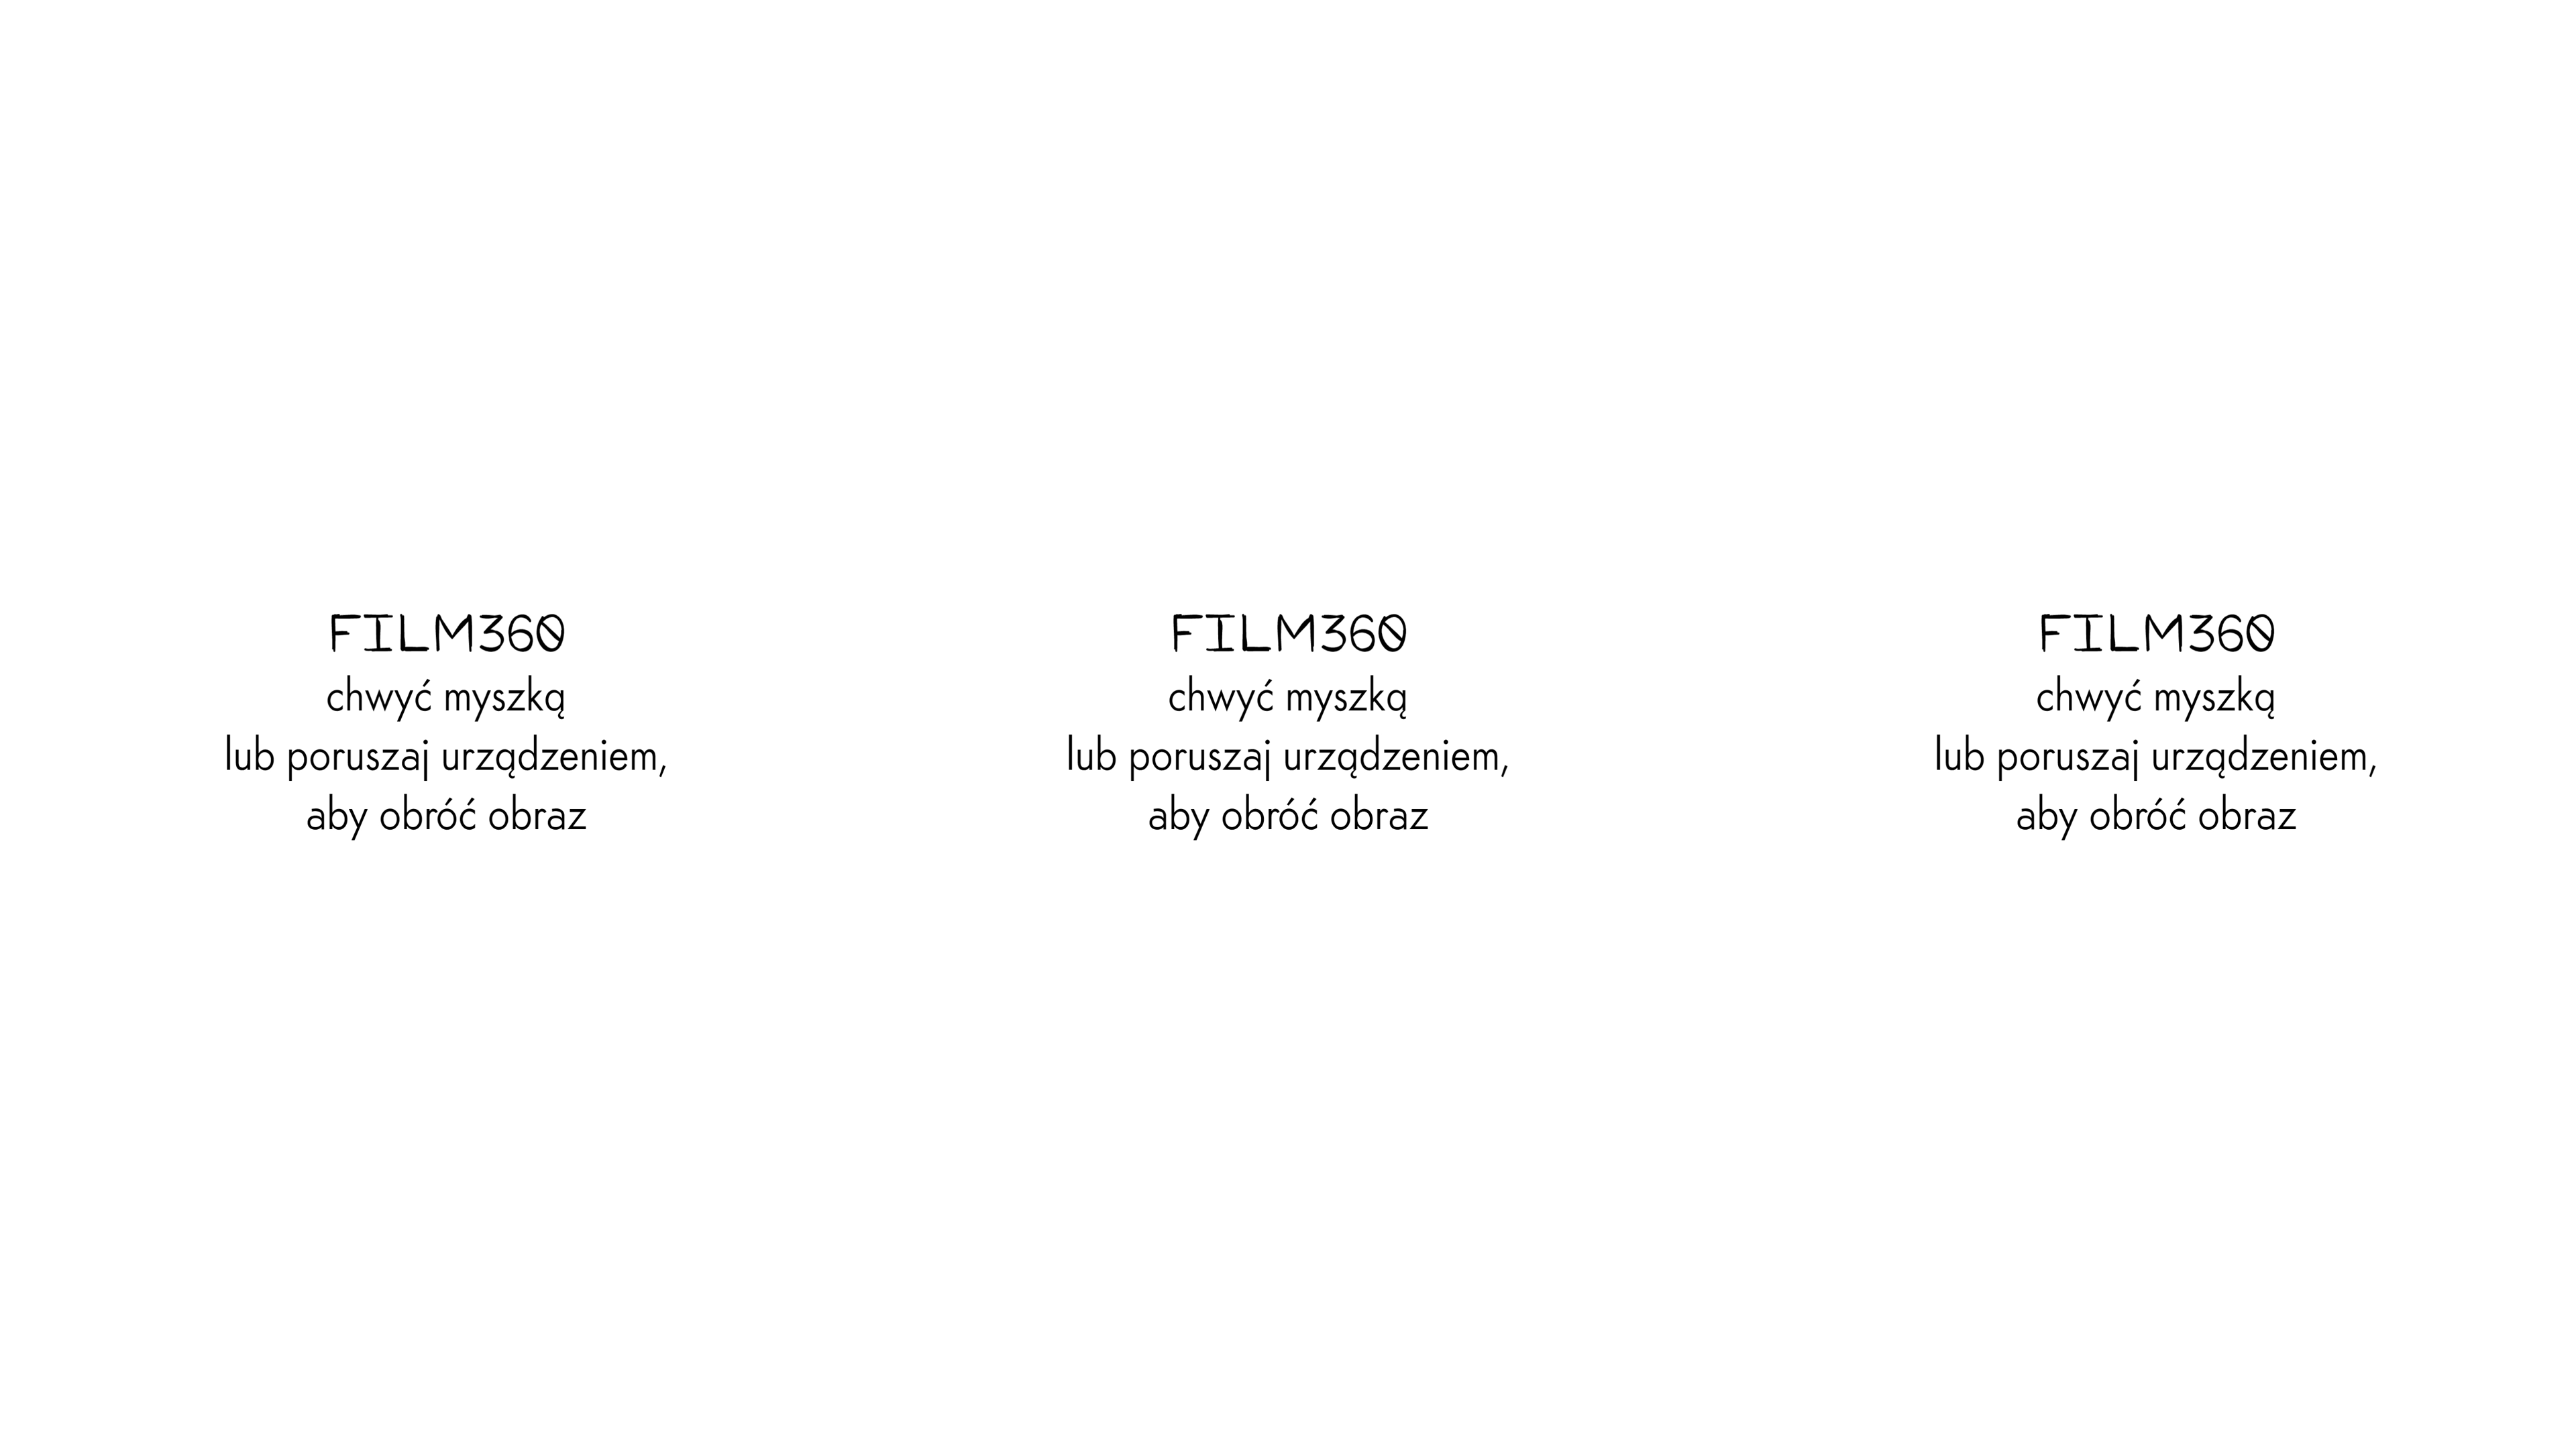 FILM360
chwyć myszką
lub poruszaj urządzeniem,
aby obróć obraz
FILM360
chwyć myszką
lub poruszaj urządzeniem,
aby obróć obraz
FILM360
chwyć myszką
lub poruszaj urządzeniem,
aby obróć obraz